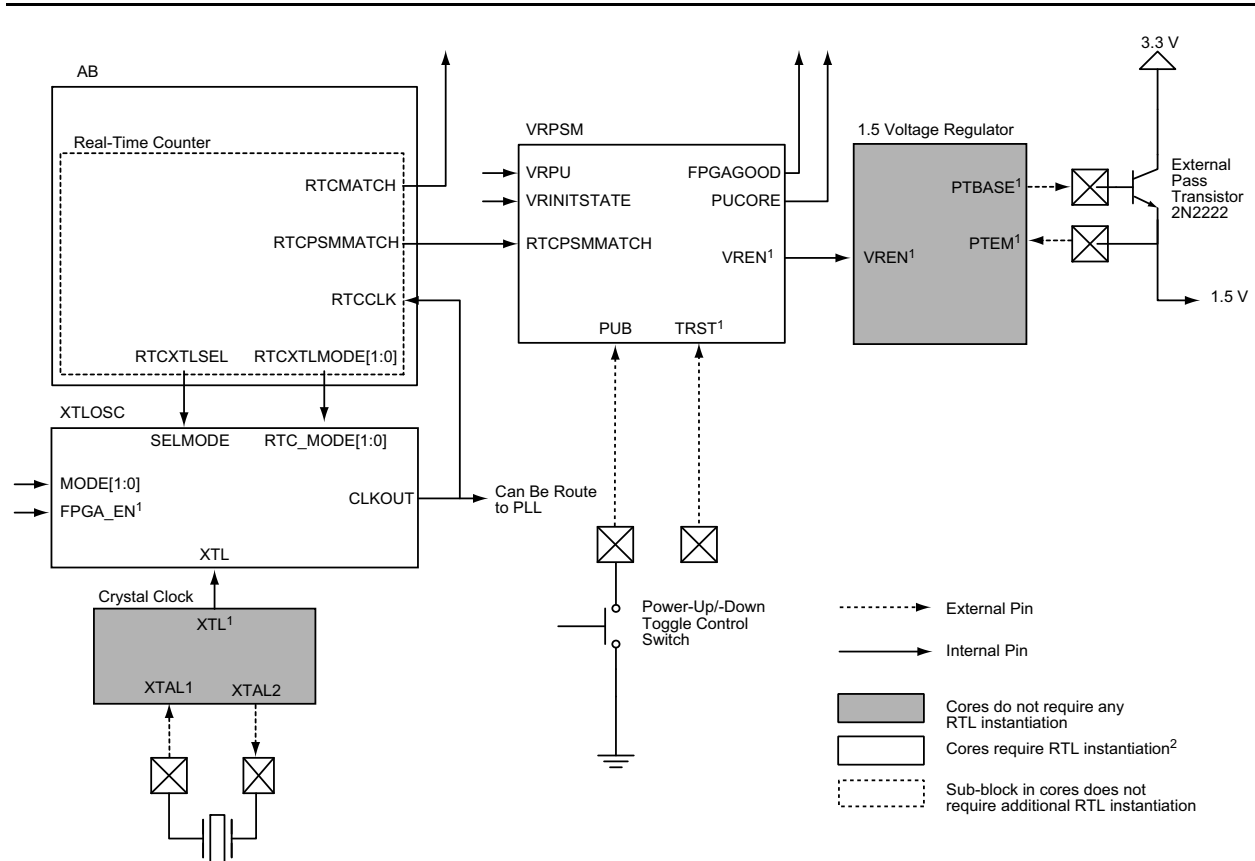 AB
Real-Time Counter
RTCMATCH
RTCPSMMATCH
RTCCLK
RTCXTLSEL
RTCXTLMODE[1:0]
XTLOSC
SELMODE
RTC_MODE[1:0]
MODE[1:0]
FPGA_EN1
CLKOUT
XTL
Can Be Route
to PLL
Crystal Clock
XTL1
XTAL1
XTAL2
VRPSM
VRPU
VRINITSTATE
RTCPSMMATCH
FPGAGOOD
PUCORE
VREN1
PUB
TRST1
Power-Up/-Down
Toggle Control
Switch
1.5 Voltage Regulator
PTBASE1
PTEM1
VREN1
3.3 V
External
Pass
Transistor
2N2222
1.5 V
External Pin
Internal Pin
Cores do not require any
RTL instantiation
Cores require RTL instantiation2
Sub-block in cores does not
require additional RTL instantiation